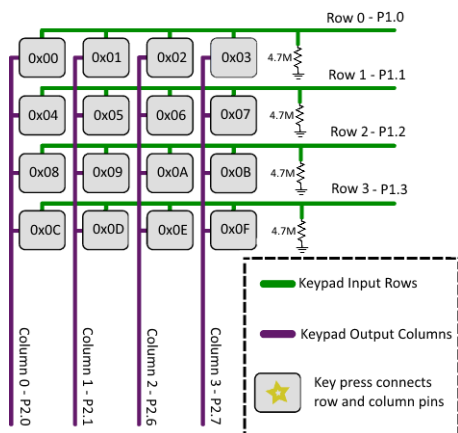 Row 0 - P1.0
0x00 0x01 0x02 0x03
4.7M
Row 1 - P1.1
0x04 0x05 0x06 0x07
4.7M
Row 2 - P1.2
0x08 0x09 0x0A 0x0B
4.7M
Row 3 - P1.3
0x0C 0x0D 0x0E 0x0F
4.7M
Column 0 - P2.0
Column 1 - P2.1
Column 2 - P2.6
Column 3 - P2.7
Keypad Input Rows
Keypad Output Columns
Key press connects
row and column pins